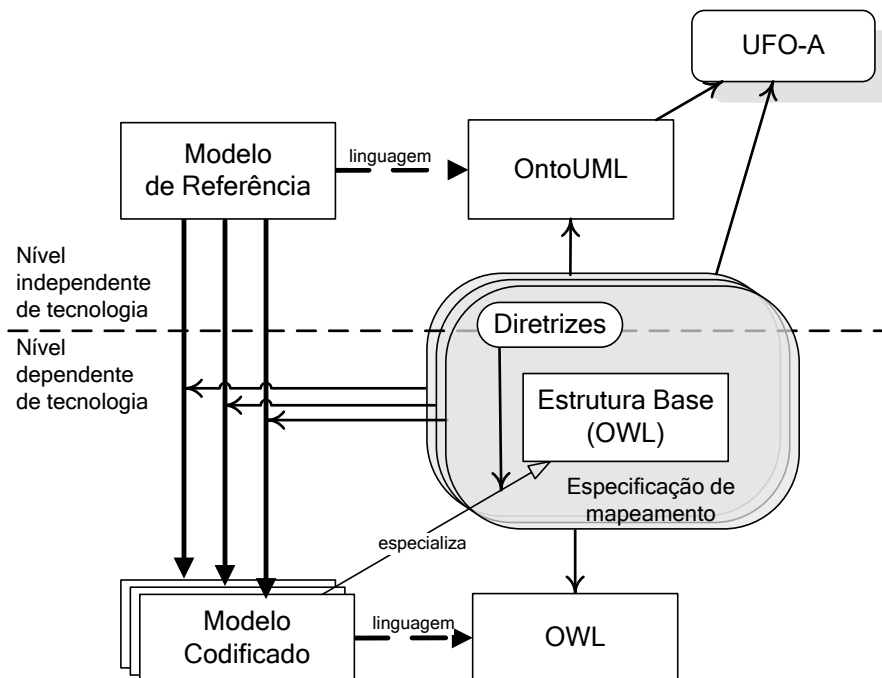 UFO-A
Modelo
de Referência
linguagem
OntoUML
Nível
independente
de tecnologia
Diretrizes
Nível
dependente
de tecnologia
Estrutura Base
(OWL)
Especificação de
mapeamento
especializa
Modelo
Codificado
linguagem
OWL